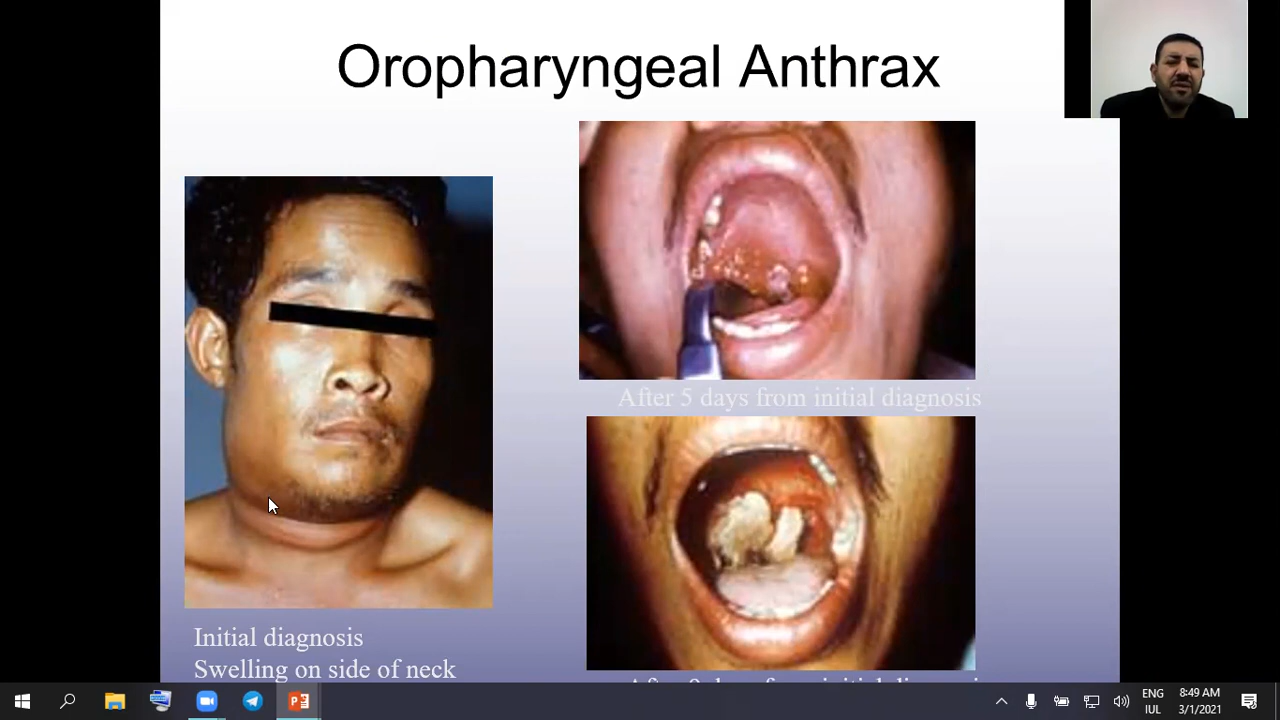 Oropharyngeal Anthrax
After 5 days from initial diagnosis
Initial diagnosis
Swelling on side of neck
ENG
IUL
8:49 AM
3/1/2021